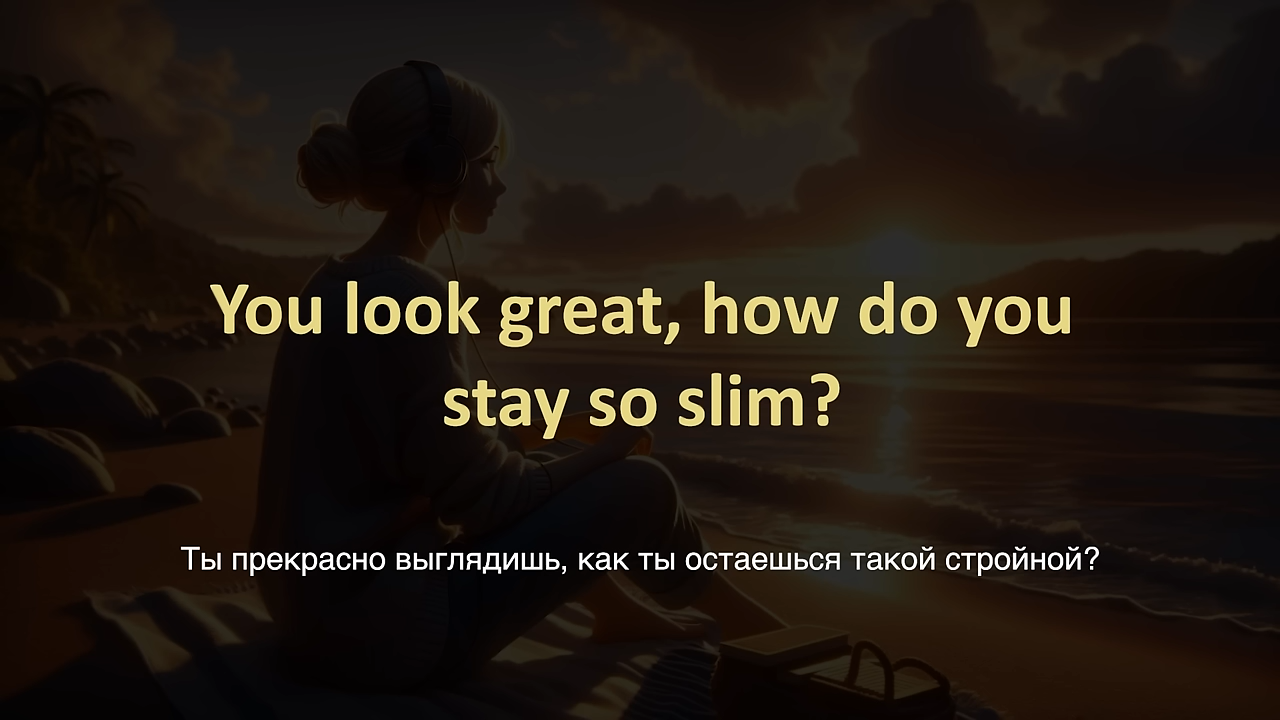 You look great, how do you
stay so slim?
Ты прекрасно выглядишь, как ты остаешься такой стройной?